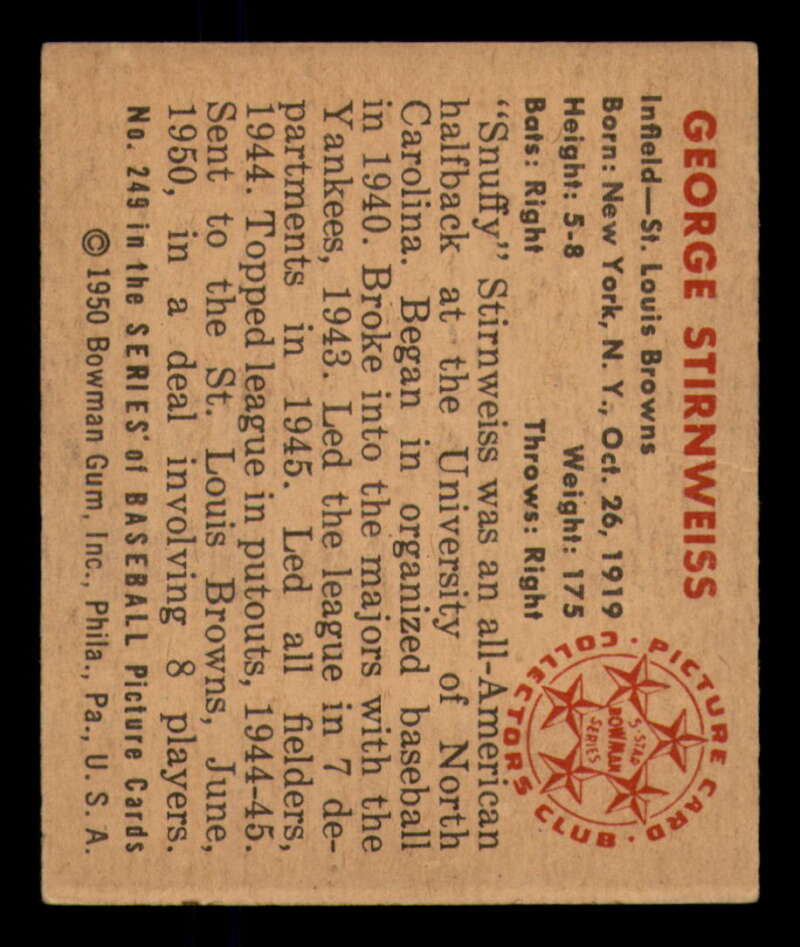 GEORGE STIRNWEISS
Infield—St. Louis Browns
Born: New York, N. Y., Oct. 26, 1919
Height: 5-8 Weight: 175
Bats: Right Throws: Right
PICTURE CARD · COLLECTOR'S CLUB ·
5-STAR
BOWMAN
SERIES
"Snuffy" Stirnweiss was an all-American
halfback at the University of North
Carolina. Began in organized baseball
in 1940. Broke into the majors with the
Yankees, 1943. Led the league in 7 de-
partments in 1945. Led all fielders,
1944. Topped league in putouts, 1944-45.
Sent to the St. Louis Browns, June,
1950, in a deal involving 8 players.
No. 249 in the SERIES of BASEBALL Picture Cards
© 1950 Bowman Gum, Inc., Phila., Pa., U. S. A.